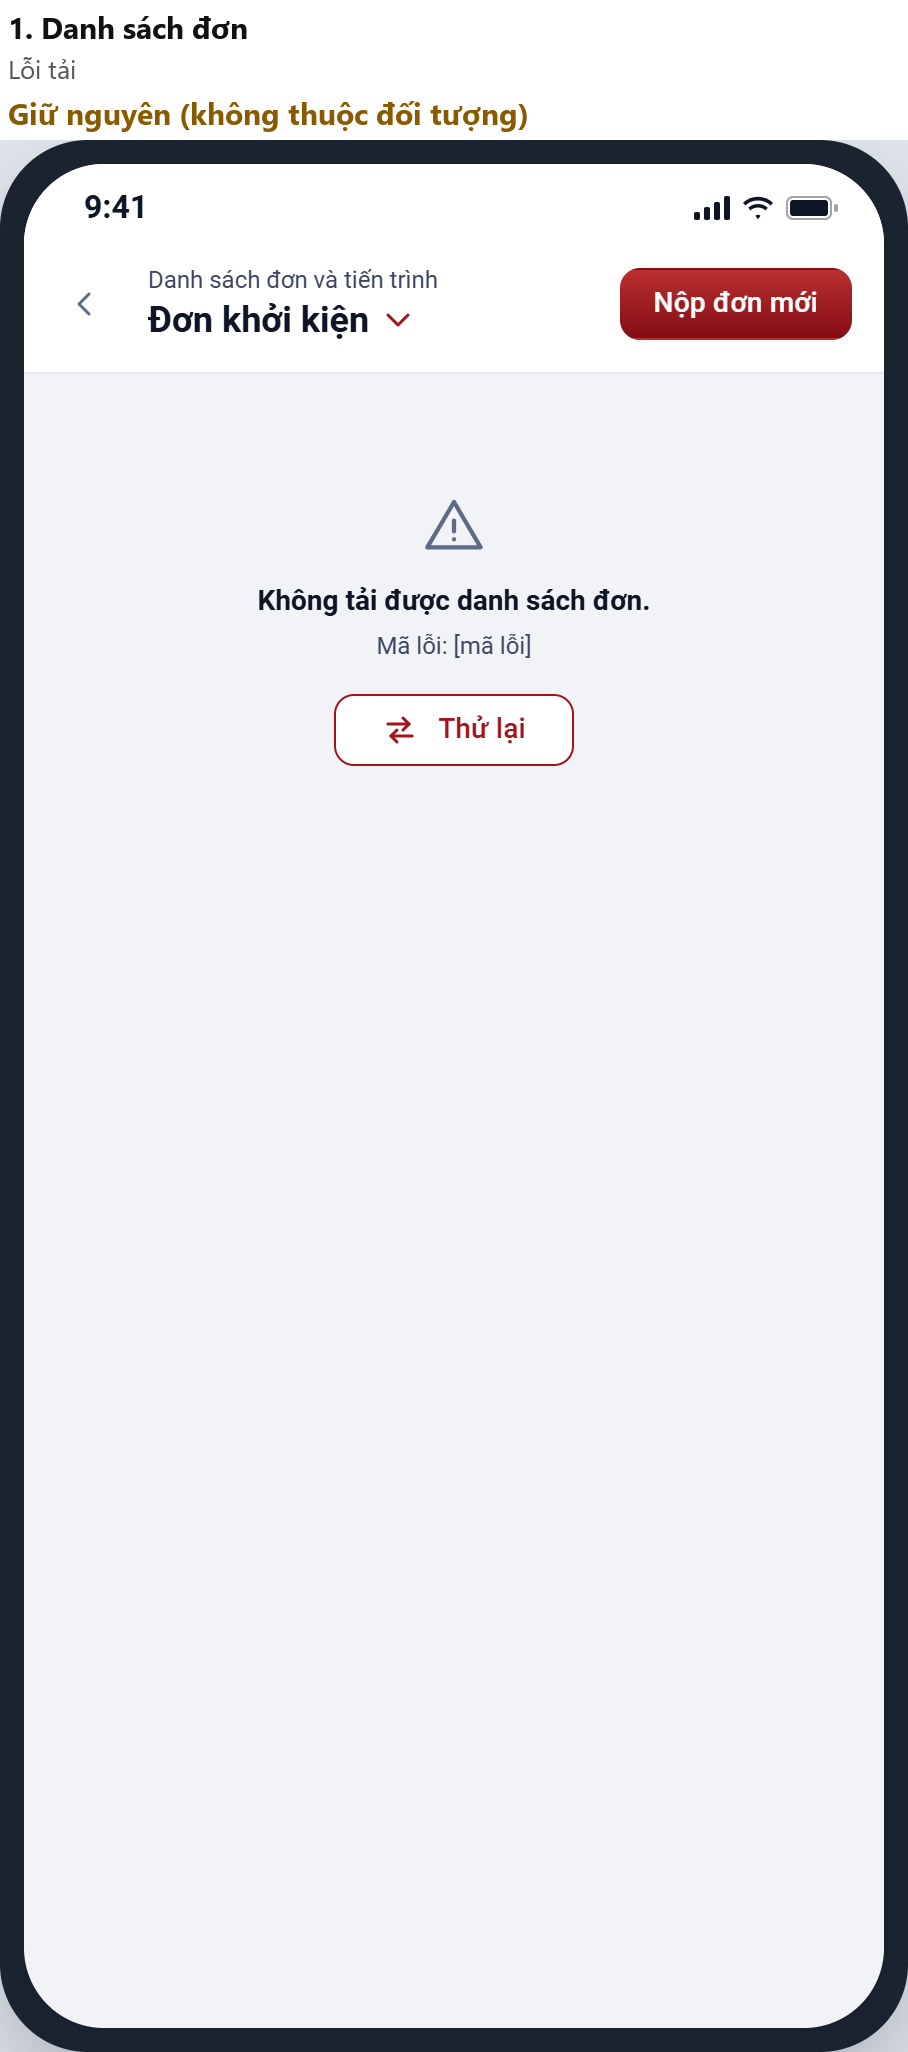 1. Danh sách đơn
Lỗi tải
Giữ nguyên (không thuộc đối tượng)
9:41
Danh sách đơn và tiến trình
Đơn khởi kiện
Nộp đơn mới
Không tải được danh sách đơn.
Mã lỗi: [mã lỗi]
Thử lại